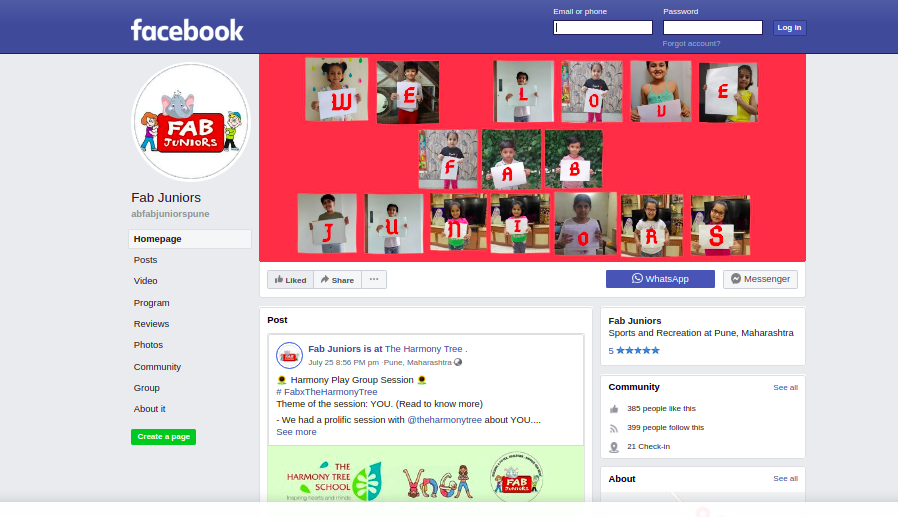 Email or phone
Password
facebook
Log in
Forgot account?
W E L O V E
F A B
J U N I O R S
FAB
JUNIORS
Fab Juniors
abfabjuniorspune
Homepage
Posts
Video
Program
Reviews
Photos
Community
Group
About it
Create a page
Liked
Share
WhatsApp
Messenger
Post
Fab Juniors is at The Harmony Tree .
July 25 8:56 PM pm · Pune, Maharashtra ·
Harmony Play Group Session
# FabxTheHarmonyTree
Theme of the session: YOU. (Read to know more)
- We had a prolific session with @theharmonytree about YOU....
See more
THE
HARMONY TREE
SCHOOL
Inspiring hearts and minds
YOGA
FAB
JUNIORS
Fab Juniors
Sports and Recreation at Pune, Maharashtra
5 ★★★★★
Community
See all
385 people like this
399 people follow this
21 Check-in
About
See all